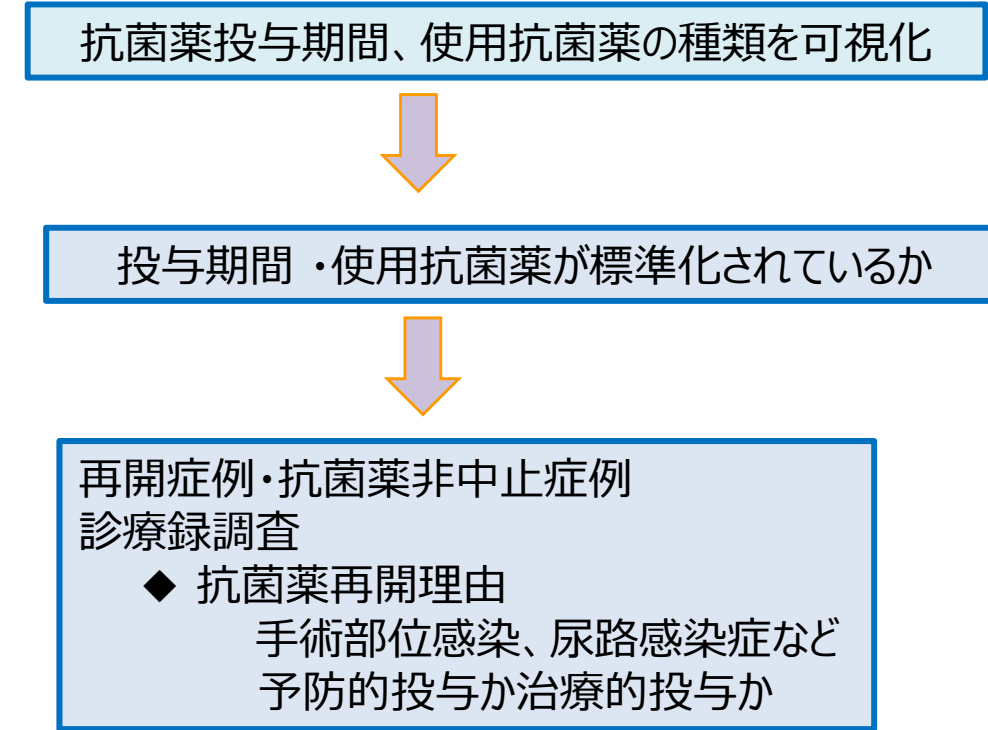 抗菌薬投与期間、使用抗菌薬の種類を可視化
投与期間 ・使用抗菌薬が標準化されているか
再開症例・抗菌薬非中止症例
診療録調査
◆ 抗菌薬再開理由
手術部位感染、尿路感染症など
予防的投与か治療的投与か